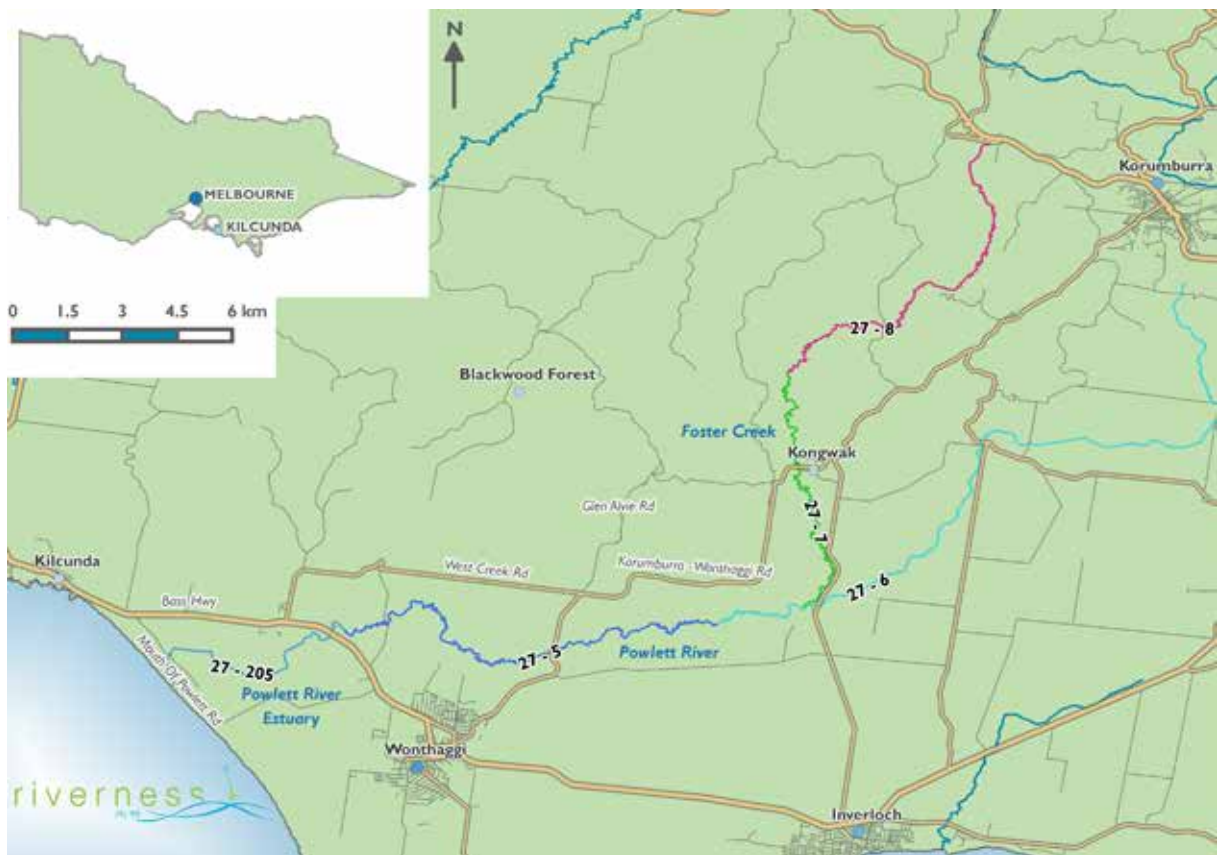 N
MELBOURNE
KILCUNDA
0 1.5 3 4.5 6 km
Korumburra
27 - 8
Blackwood Forest
Foster Creek
Kongwak
Glen Alvie Rd
27 - 7
Kilcunda
West Creek Rd
Korumburra - Wonthaggi Rd
27 - 6
Bass Hwy
Mouth Of Powlett Rd
27 - 205
27 - 5
Powlett River
Powlett River
Estuary
Wonthaggi
Inverloch
riverness